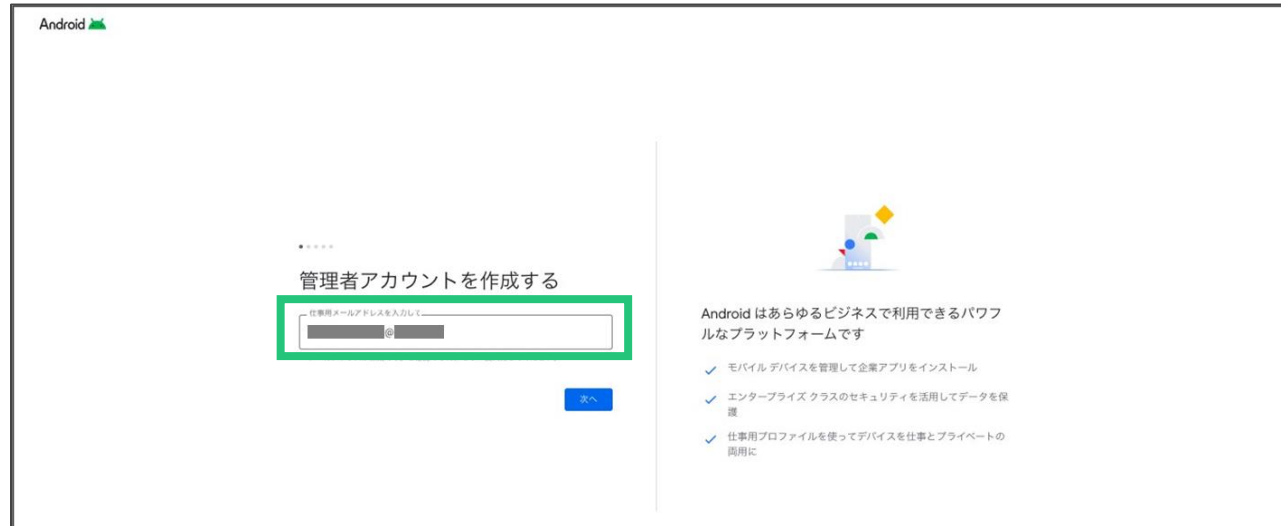 Android
管理者アカウントを作成する
仕事用メールアドレスを入力して
@
次へ
Android はあらゆるビジネスで利用できるパワフ
ルなプラットフォームです
モバイル デバイスを管理して企業アプリをインストール
エンタープライズ クラスのセキュリティを活用してデータを保
護
仕事用プロファイルを使ってデバイスを仕事とプライベートの
両用に